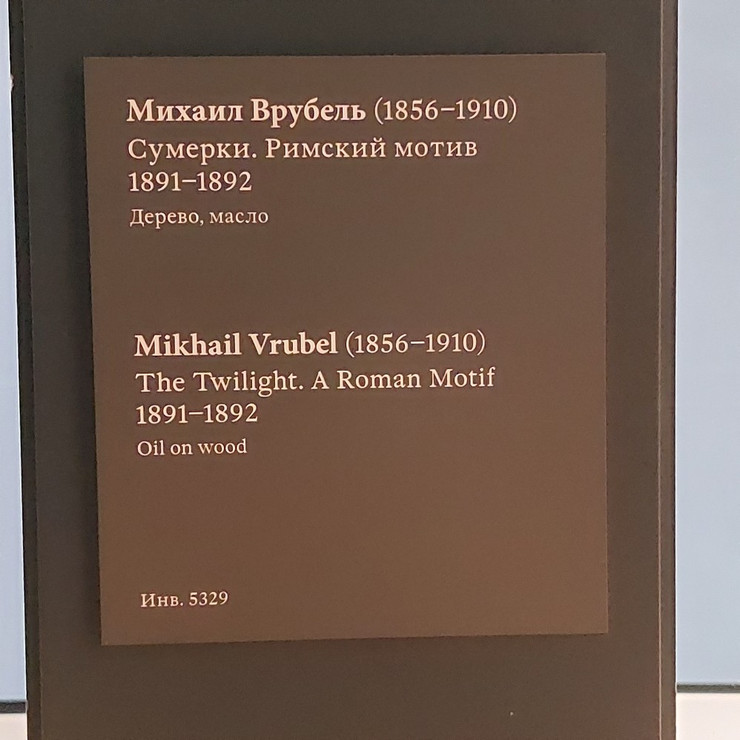 Михаил Врубель (1856–1910)
Сумерки. Римский мотив
1891–1892
Дерево, масло
Mikhail Vrubel (1856–1910)
The Twilight. A Roman Motif
1891–1892
Oil on wood
Инв. 5329